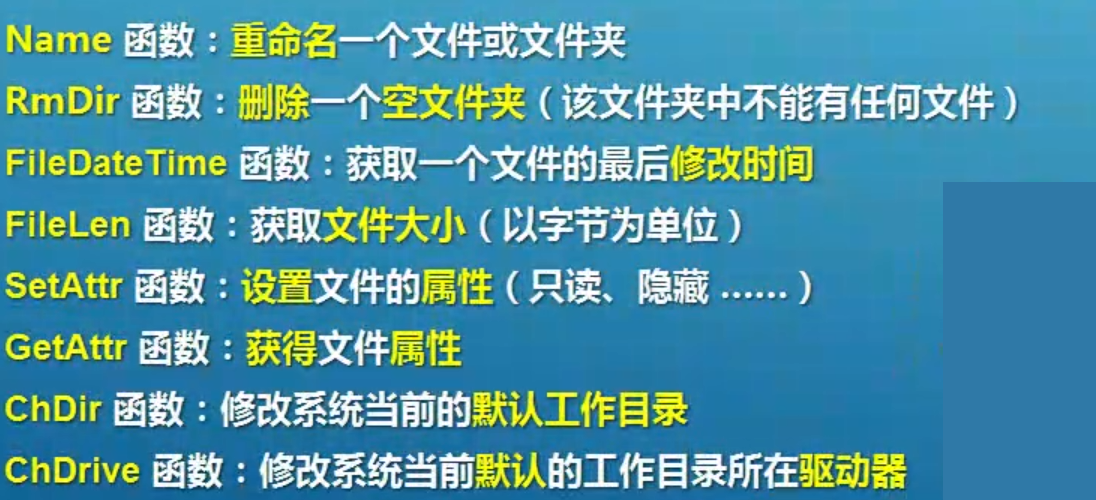 Name 函数：重命名一个文件或文件夹
RmDir 函数：删除一个空文件夹（该文件夹中不能有任何文件）
FileDateTime 函数：获取一个文件的最后修改时间
FileLen 函数：获取文件大小（以字节为单位）
SetAttr 函数：设置文件的属性（只读、隐藏 ……）
GetAttr 函数：获得文件属性
ChDir 函数：修改系统当前的默认工作目录
ChDrive 函数：修改系统当前默认的工作目录所在驱动器